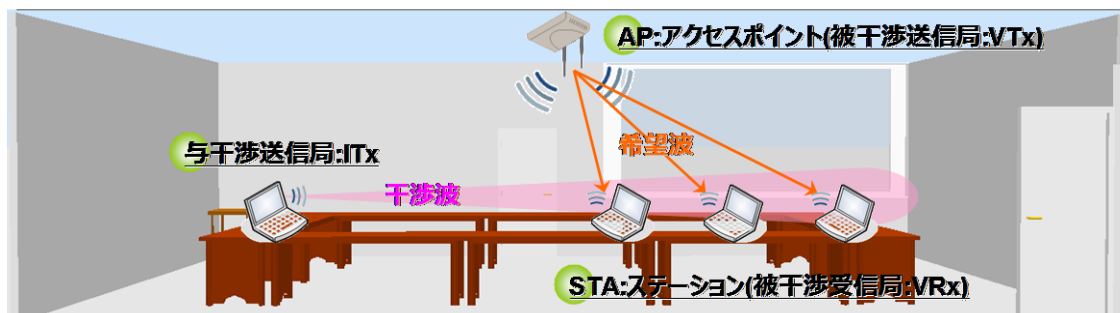 AP:アクセスポイント(被干渉送信局:VTx)
希望波
与干渉送信局:ITx
干渉波
STA:ステーション(被干渉受信局:VRx)